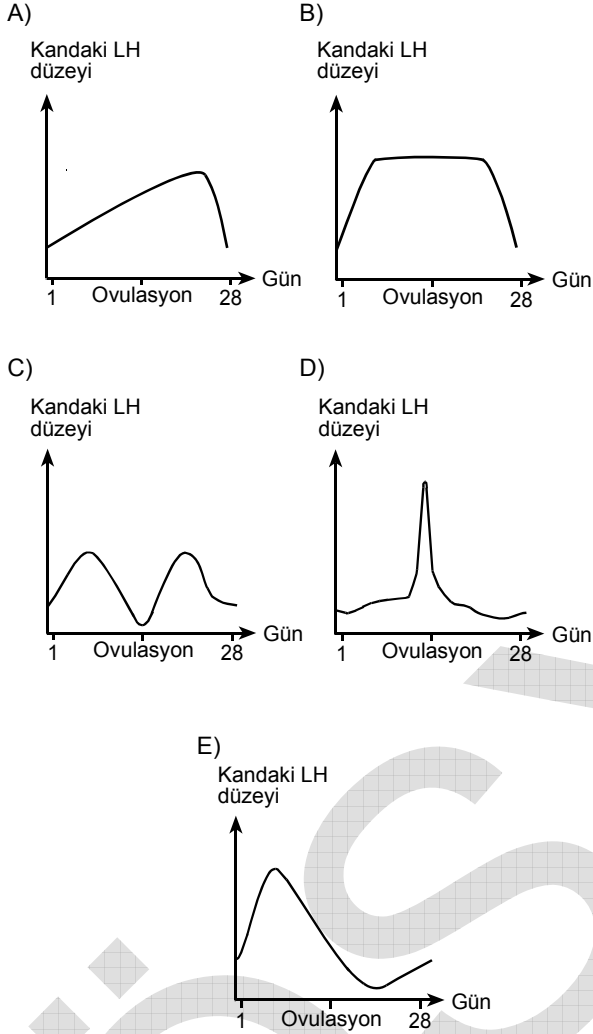 A)
Kandaki LH
düzeyi
Gün
1 Ovulasyon 28
B)
Kandaki LH
düzeyi
Gün
1 Ovulasyon 28
C)
Kandaki LH
düzeyi
Gün
1 Ovulasyon 28
D)
Kandaki LH
düzeyi
Gün
1 Ovulasyon 28
E)
Kandaki LH
düzeyi
Gün
1 Ovulasyon 28